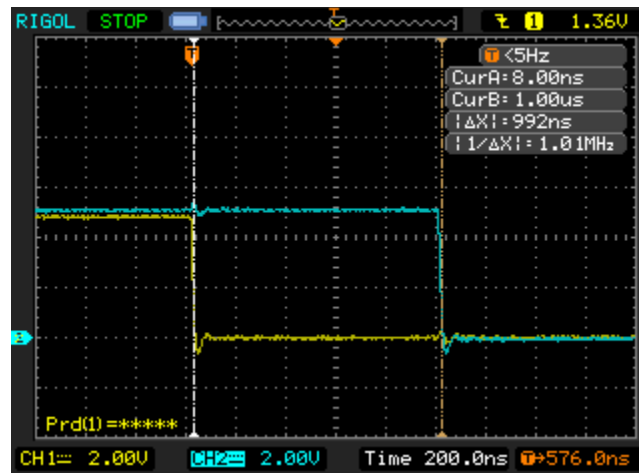 RIGOL STOP T 1 1.36V
T
T <5Hz
CurA=8.00ns
CurB=1.00us
|ΔX|=992ns
|1/ΔX|=1.01MHz
Prd(1)=*****
CH1= 2.00V CH2= 2.00V Time 200.0ns T→576.0ns